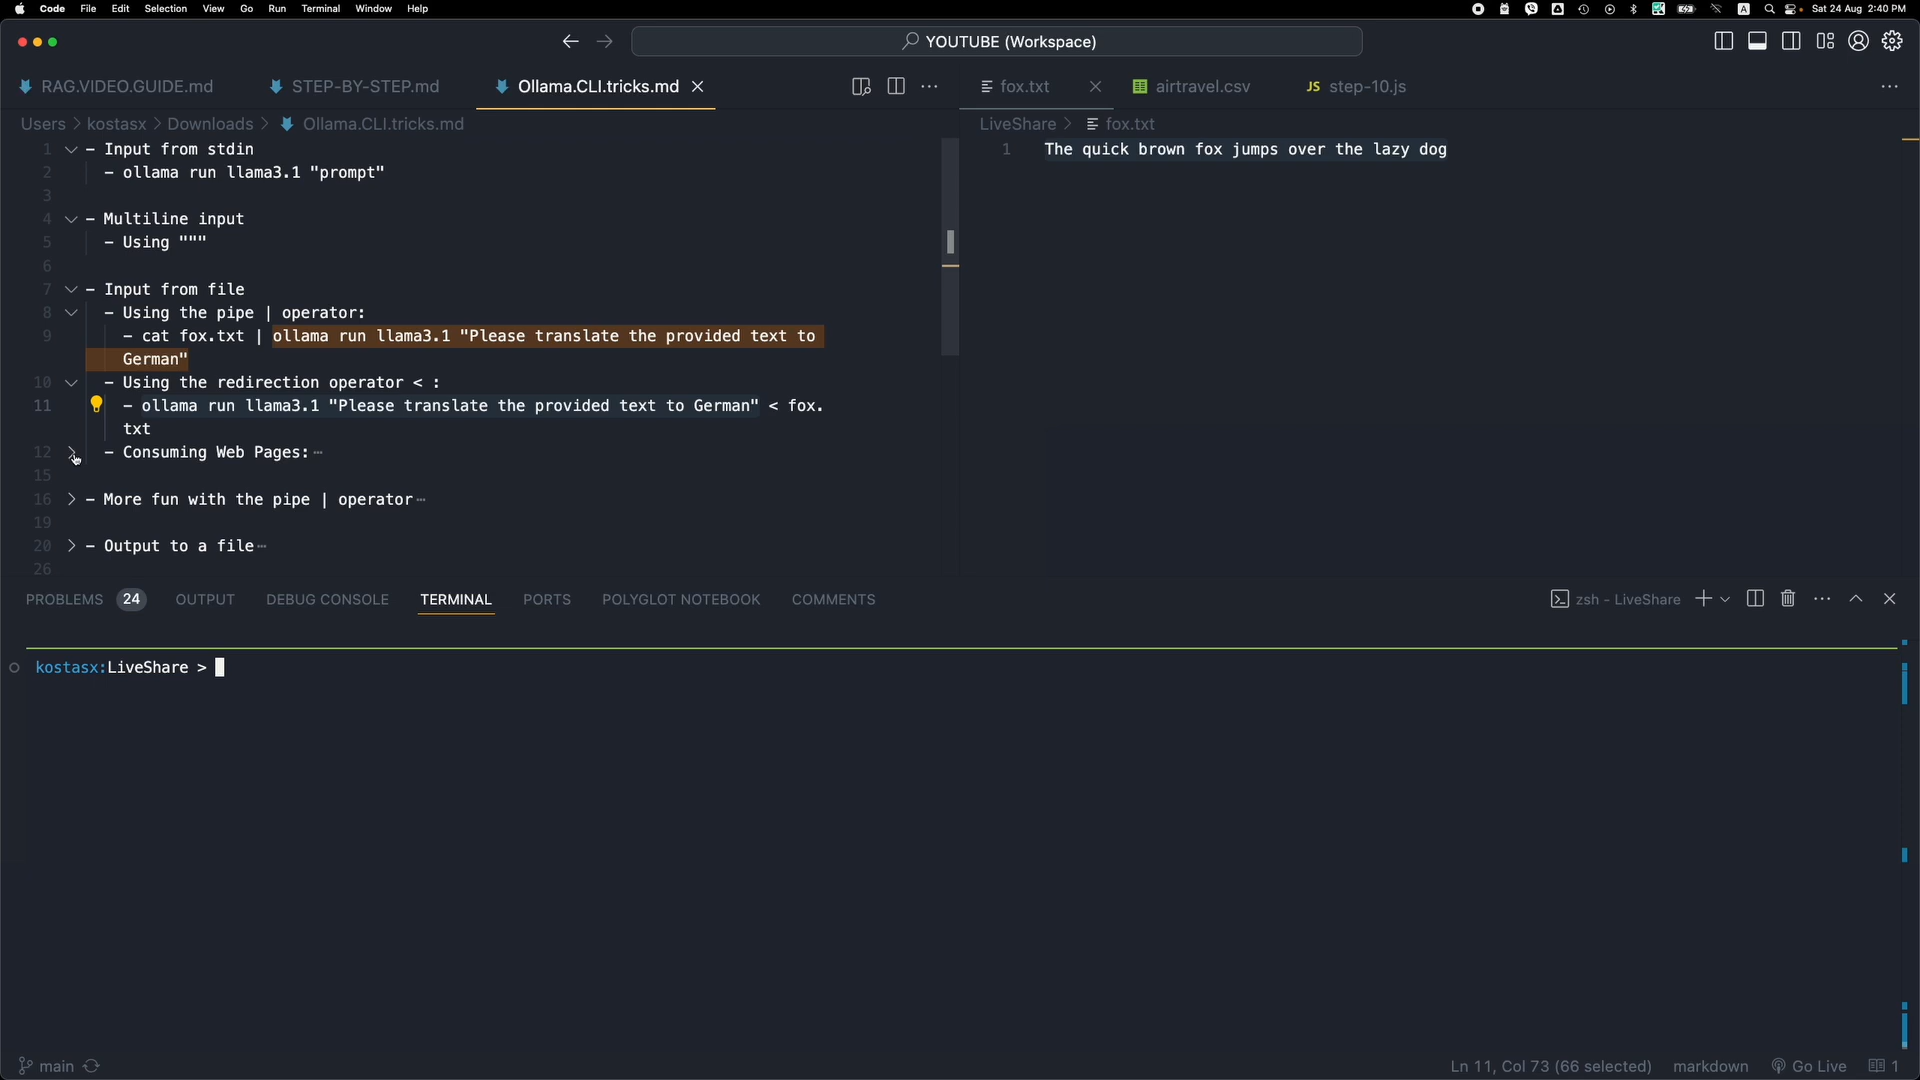 Code File Edit Selection View Go Run Terminal Window Help A Sat 24 Aug 2:40 PM
YOUTUBE (Workspace)
RAG.VIDEO.GUIDE.md STEP-BY-STEP.md Ollama.CLI.tricks.md
fox.txt airtravel.csv JS step-10.js
Users > kostasx > Downloads > Ollama.CLI.tricks.md
LiveShare > fox.txt
1 - Input from stdin
2 - ollama run llama3.1 "prompt"
3
4 - Multiline input
5 - Using """
6
7 - Input from file
8 - Using the pipe | operator:
9 - cat fox.txt | ollama run llama3.1 "Please translate the provided text to
German"
10 - Using the redirection operator < :
11 - ollama run llama3.1 "Please translate the provided text to German" < fox.
txt
12 - Consuming Web Pages:⋯
15
16 - More fun with the pipe | operator⋯
19
20 - Output to a file⋯
26
1 The quick brown fox jumps over the lazy dog
PROBLEMS 24 OUTPUT DEBUG CONSOLE TERMINAL PORTS POLYGLOT NOTEBOOK COMMENTS
zsh - LiveShare
kostasx:LiveShare >
main
Ln 11, Col 73 (66 selected) markdown Go Live 1